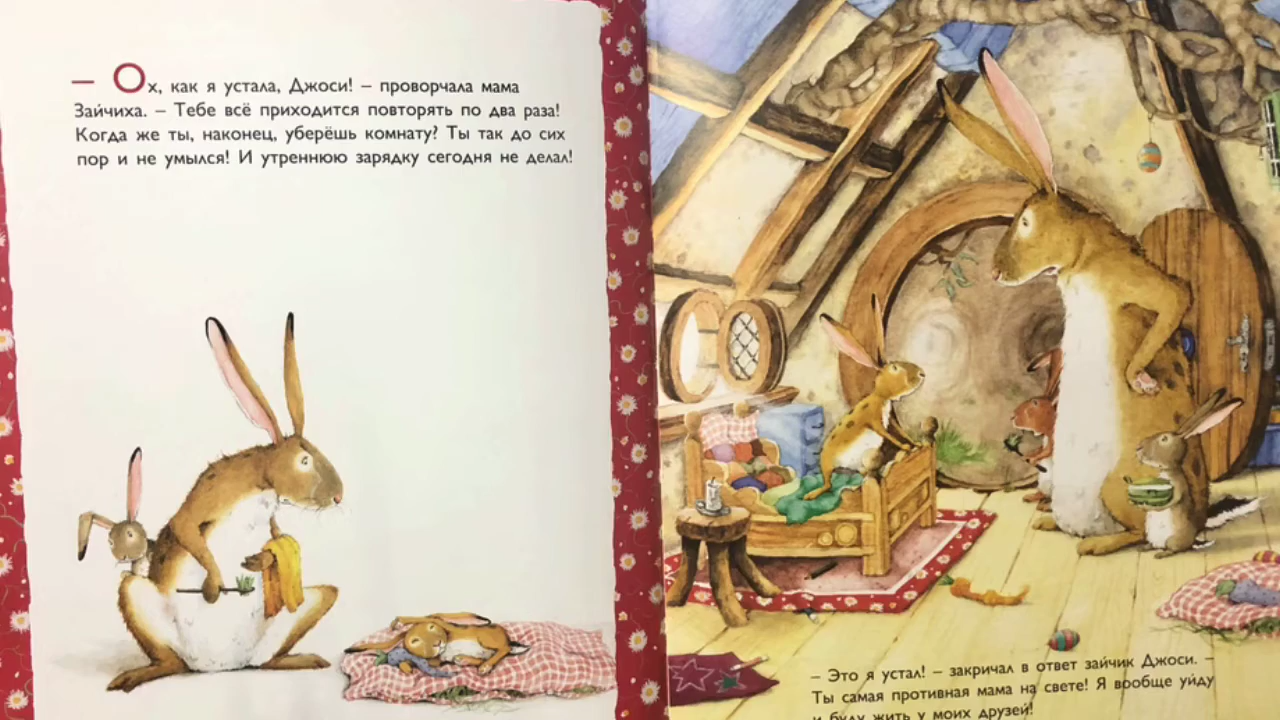 – Ох, как я устала, Джоси! – проворчала мама
Зайчиха. – Тебе всё приходится повторять по два раза!
Когда же ты, наконец, уберёшь комнату? Ты так до сих
пор и не умылся! И утреннюю зарядку сегодня не делал!
– Это я устал! – закричал в ответ зайчик Джоси. –
Ты самая противная мама на свете! Я вообще уйду
и буду жить у моих друзей!